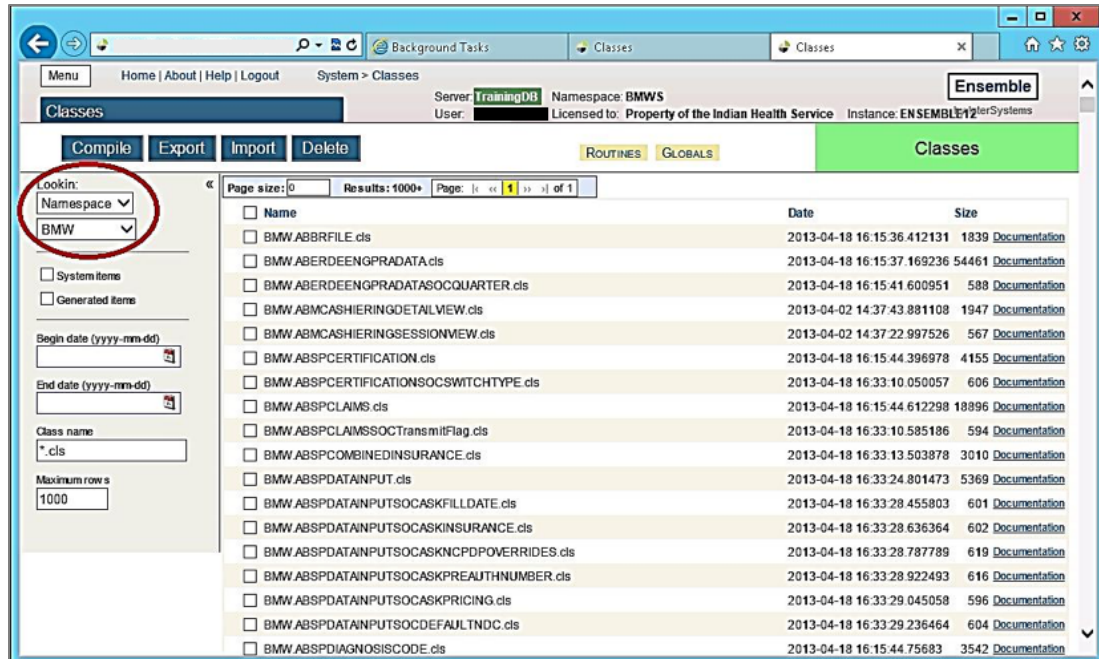 Background Tasks
Classes
Classes
Menu
Home | About | Help | Logout
System > Classes
Server: TrainingDB Namespace: BMWS
User: Licensed to: Property of the Indian Health Service Instance: ENSEMBLE12
Ensemble
InterSystems
Classes
Compile Export Import Delete
ROUTINES GLOBALS
Classes
Lookin:
Namespace
BMW
System items
Generated items
Begin date (yyyy-mm-dd)
End date (yyyy-mm-dd)
Class name
*.cls
Maximum rows
1000
Page size: 0 Results: 1000+ Page: |< << 1 >> >| of 1
Name Date Size
BMW.ABBRFILE.cls 2013-04-18 16:15:36.412131 1839 Documentation
BMW.ABERDEENGPRADATA.cls 2013-04-18 16:15:37.169236 54461 Documentation
BMW.ABERDEENGPRADATASOCQUARTER.cls 2013-04-18 16:15:41.600951 588 Documentation
BMW.ABMCASHIERINGDETAILVIEW.cls 2013-04-02 14:37:43.881108 1947 Documentation
BMW.ABMCASHIERINGSESSIONVIEW.cls 2013-04-02 14:37:22.997526 567 Documentation
BMW.ABSPCERTIFICATION.cls 2013-04-18 16:15:44.396978 4155 Documentation
BMW.ABSPCERTIFICATIONSOCSWITCHTYPE.cls 2013-04-18 16:33:10.050057 606 Documentation
BMW.ABSPCLAIMS.cls 2013-04-18 16:15:44.612298 18896 Documentation
BMW.ABSPCLAIMSSOCTransmitFlag.cls 2013-04-18 16:33:10.585186 594 Documentation
BMW.ABSPCOMBINEDINSURANCE.cls 2013-04-18 16:33:13.503878 3010 Documentation
BMW.ABSPDATAINPUT.cls 2013-04-18 16:33:24.801473 5369 Documentation
BMW.ABSPDATAINPUTSOCASKFILLDATE.cls 2013-04-18 16:33:28.455803 601 Documentation
BMW.ABSPDATAINPUTSOCASKINSURANCE.cls 2013-04-18 16:33:28.636364 602 Documentation
BMW.ABSPDATAINPUTSOCASKNCPDPOVERRIDES.cls 2013-04-18 16:33:28.787789 619 Documentation
BMW.ABSPDATAINPUTSOCASKPREAUTHNUMBER.cls 2013-04-18 16:33:28.922493 616 Documentation
BMW.ABSPDATAINPUTSOCASKPRICING.cls 2013-04-18 16:33:29.045058 596 Documentation
BMW.ABSPDATAINPUTSOCDEFAULTNDC.cls 2013-04-18 16:33:29.236464 604 Documentation
BMW.ABSPDIAGNOSISCODE.cls 2013-04-18 16:15:44.75683 3542 Documentation